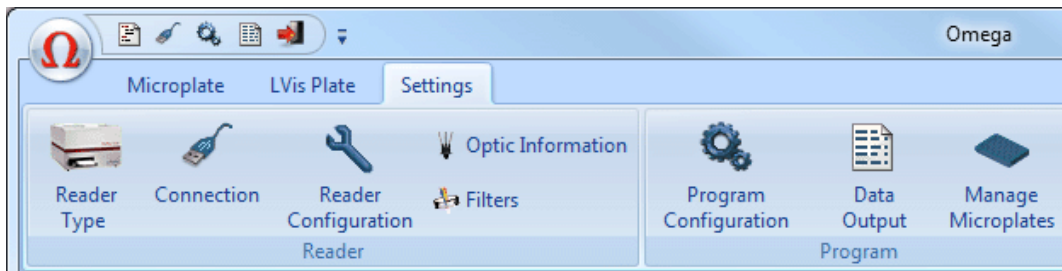 Omega
Ω
Microplate LVis Plate Settings
Reader Type
Connection
Reader Configuration
Optic Information
Filters
Reader
Program Configuration
Data Output
Manage Microplates
Program